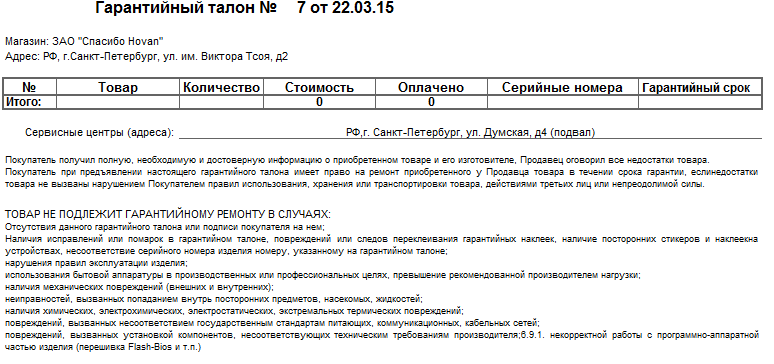 Гарантийный талон № 7 от 22.03.15
Магазин: ЗАО "Спасибо Hovan"
Адрес: РФ, г.Санкт-Петербург, ул. им. Виктора Тсоя, д2
№ Товар Количество Стоимость Оплачено Серийные номера Гарантийный срок
Итого: 0 0
Сервисные центры (адреса): РФ,г. Санкт-Петербург, ул. Думская, д4 (подвал)
Покупатель получил полную, необходимую и достоверную информацию о приобретенном товаре и его изготовителе, Продавец оговорил все недостатки товара.
Покупатель при предъявлении настоящего гарантийного талона имеет право на ремонт приобретенного у Продавца товара в течении срока гарантии, еслинедостатки
товара не вызваны нарушением Покупателем правил использования, хранения или транспортировки товара, действиями третьих лиц или непреодолимой силы.
ТОВАР НЕ ПОДЛЕЖИТ ГАРАНТИЙНОМУ РЕМОНТУ В СЛУЧАЯХ:
Отсутствия данного гарантийного талона или подписи покупателя на нем;
Наличия исправлений или помарок в гарантийном талоне, повреждений или следов переклеивания гарантийных наклеек, наличие посторонних стикеров и наклеекна
устройствах, несоответствие серийного номера изделия номеру, указанному на гарантийном талоне;
нарушения правил эксплуатации изделия;
использования бытовой аппаратуры в производственных или профессиональных целях, превышение рекомендованной производителем нагрузки;
наличия механических повреждений (внешних и внутренних);
неиправностей, вызванных попаданием внутрь посторонних предметов, насекомых, жидкостей;
наличия химических, электрохимических, электростатических, экстремальных термических повреждений;
повреждений, вызванных несоответствием государственным стандартам питающих, коммуникационных, кабельных сетей;
повреждений, вызванных установкой компонентов, несоответствующих техническим требованиям производителя;6.9.1. некорректной работы с программно-аппаратной
частью изделия (перешивка Flash-Bios и т.п.)